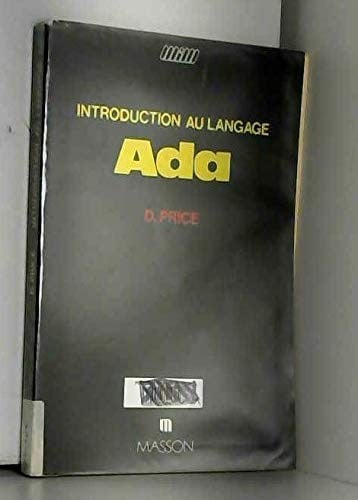 INTRODUCTION AU LANGAGE
Ada
D. PRICE
m
MASSON